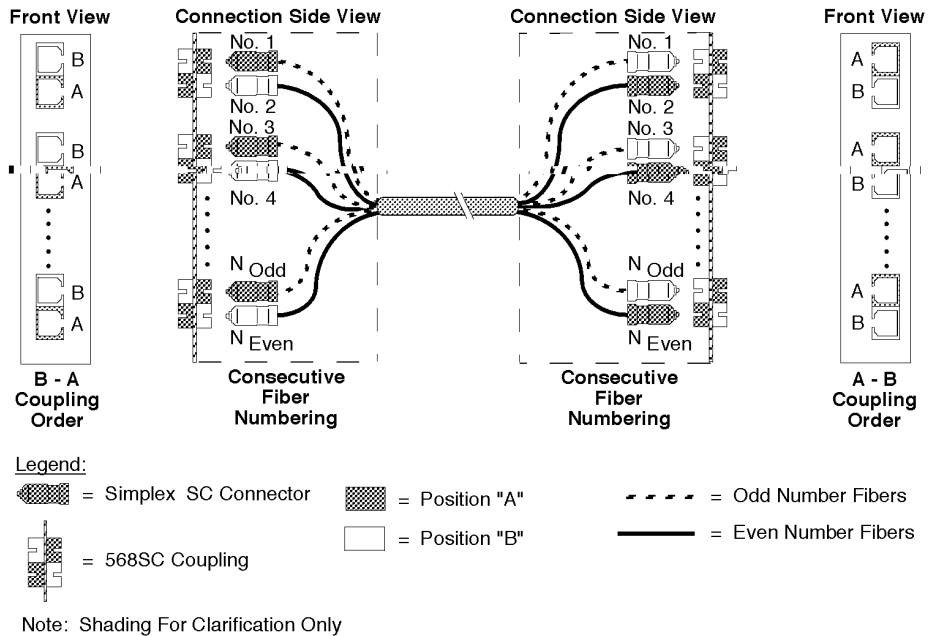 Front View
Connection Side View
Connection Side View
Front View
B
A
B
A
B
A
No. 1
No. 2
No. 3
No. 4
N Odd
N Even
No. 1
No. 2
No. 3
No. 4
N Odd
N Even
A
B
A
B
A
B
B - A
Coupling
Order
Consecutive
Fiber
Numbering
Consecutive
Fiber
Numbering
A - B
Coupling
Order
Legend:
= Simplex SC Connector
= Position "A"
= Odd Number Fibers
= 568SC Coupling
= Position "B"
= Even Number Fibers
Note: Shading For Clarification Only